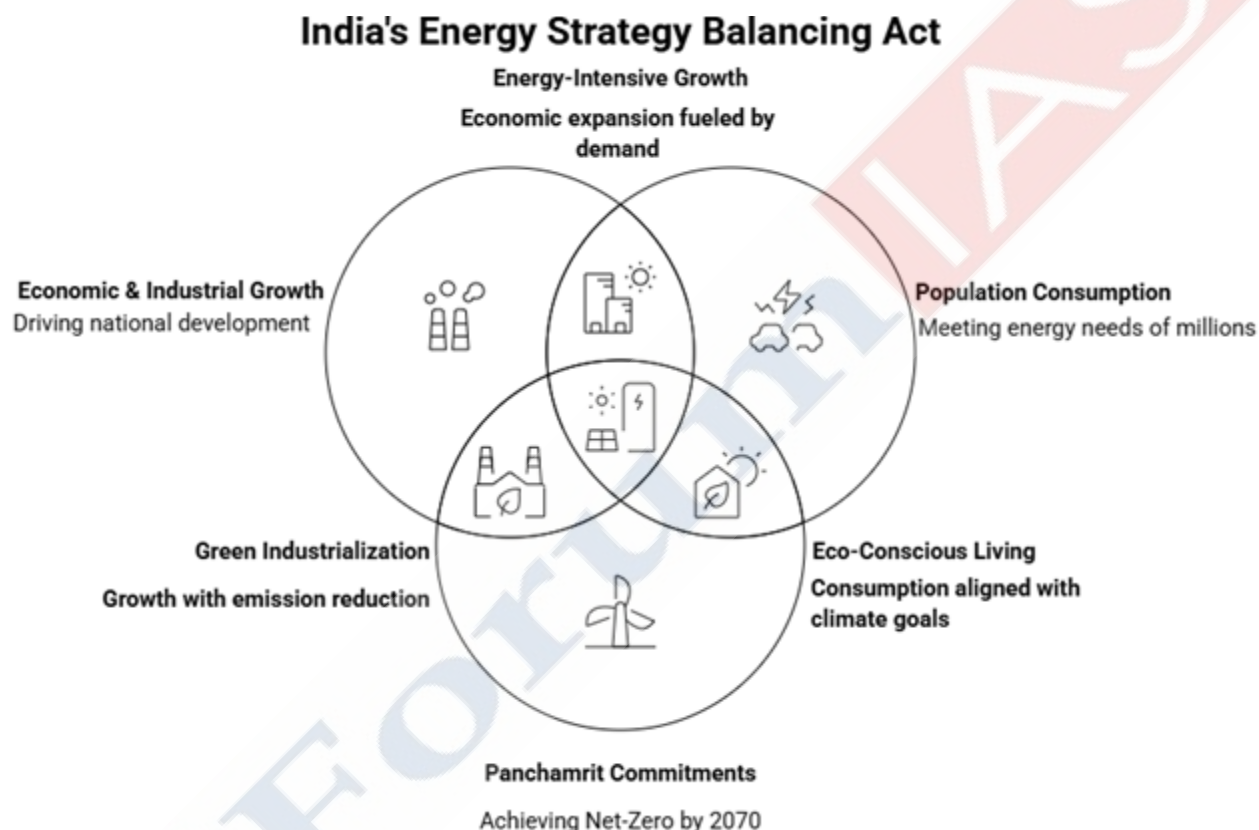 India's Energy Strategy Balancing Act
Energy-Intensive Growth
Economic expansion fueled by
demand
Economic & Industrial Growth
Driving national development
Population Consumption
Meeting energy needs of millions
Green Industrialization
Growth with emission reduction
Eco-Conscious Living
Consumption aligned with
climate goals
Panchamrit Commitments
Achieving Net-Zero by 2070
Forum IAS